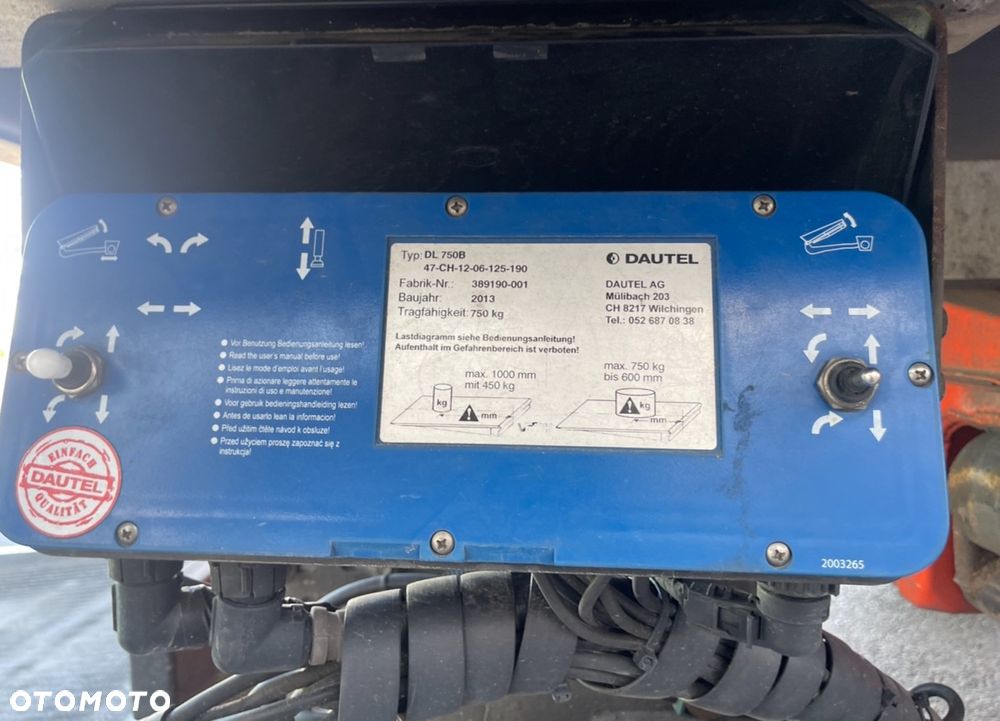 Typ: DL 750B
47-CH-12-06-125-190
Fabrik-Nr.: 389190-001
Baujahr: 2013
Tragfähigkeit: 750 kg
DAUTEL
DAUTEL AG
Mülibach 203
CH 8217 Wilchingen
Tel.: 052 687 08 38
Lastdiagramm siehe Bedienungsanleitung!
Aufenthalt im Gefahrenbereich ist verboten!
max. 1000 mm
mit 450 kg
kg
mm
max. 750 kg
bis 600 mm
kg
mm
Vor Benutzung Bedienungsanleitung lesen!
Read the user's manual before use!
Lisez le mode d'emploi avant l'usage!
Prima di azionare leggere attentamente le
instruzioni di uso e manutenzione!
Voor gebruik bedieningshandleiding lezen!
Antes de usarlo lean la informacion!
Před užitim čtěte návod k obsluze!
Przed użyciem proszę zapoznać się z
instrukcja!
EINFACH
DAUTEL
QUALITÄT
2003265
OTOMOTO